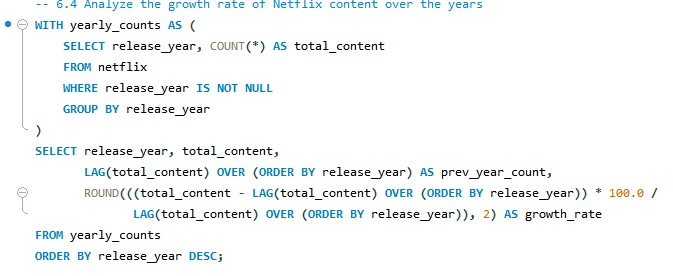 -- 6.4 Analyze the growth rate of Netflix content over the years
WITH yearly_counts AS (
SELECT release_year, COUNT(*) AS total_content
FROM netflix
WHERE release_year IS NOT NULL
GROUP BY release_year
)
SELECT release_year, total_content,
LAG(total_content) OVER (ORDER BY release_year) AS prev_year_count,
ROUND(((total_content - LAG(total_content) OVER (ORDER BY release_year)) * 100.0 /
LAG(total_content) OVER (ORDER BY release_year)), 2) AS growth_rate
FROM yearly_counts
ORDER BY release_year DESC;